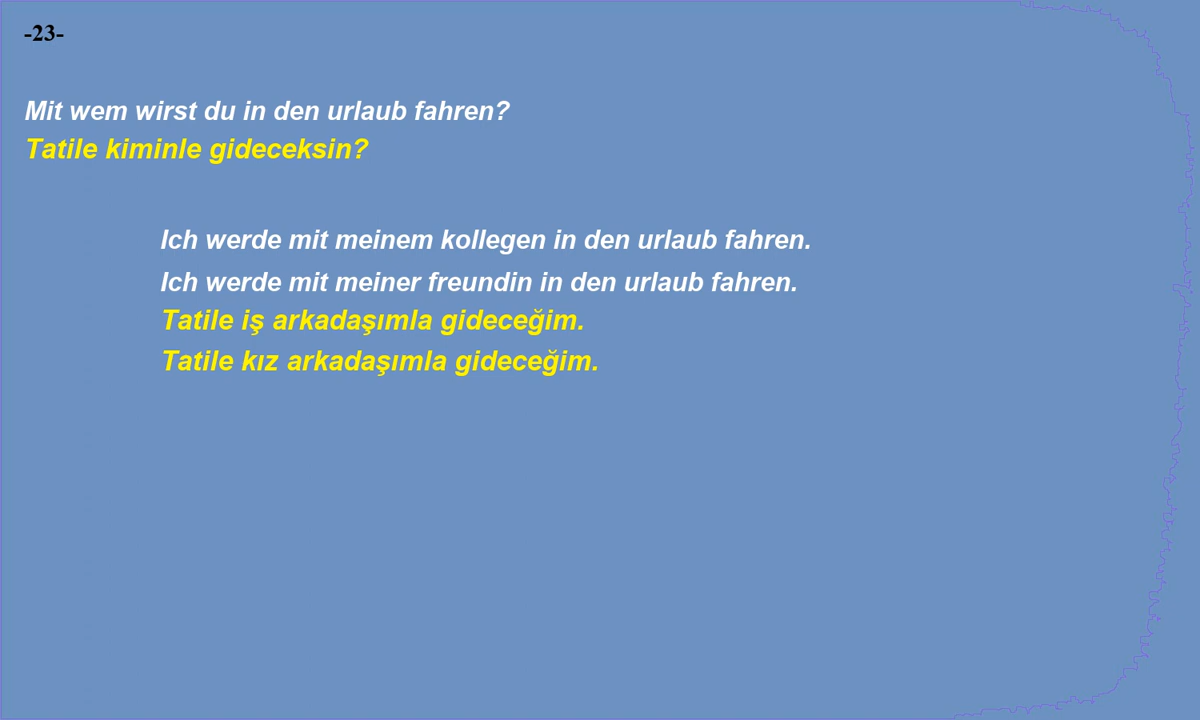 -23-
Mit wem wirst du in den urlaub fahren?
Tatile kiminle gideceksin?
Ich werde mit meinem kollegen in den urlaub fahren.
Ich werde mit meiner freundin in den urlaub fahren.
Tatile iş arkadaşımla gideceğim.
Tatile kız arkadaşımla gideceğim.